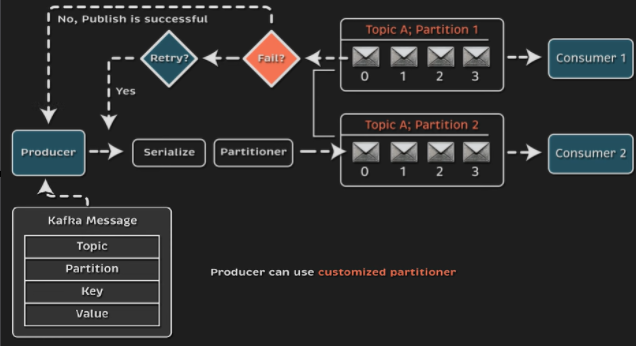 No, Publish is successful
Topic A; Partition 1
Retry?
Fail?
Consumer 1
0 1 2 3
Yes
Topic A; Partition 2
Producer
Serialize
Partitioner
Consumer 2
0 1 2 3
Kafka Message
Topic
Partition
Key
Value
Producer can use customized partitioner